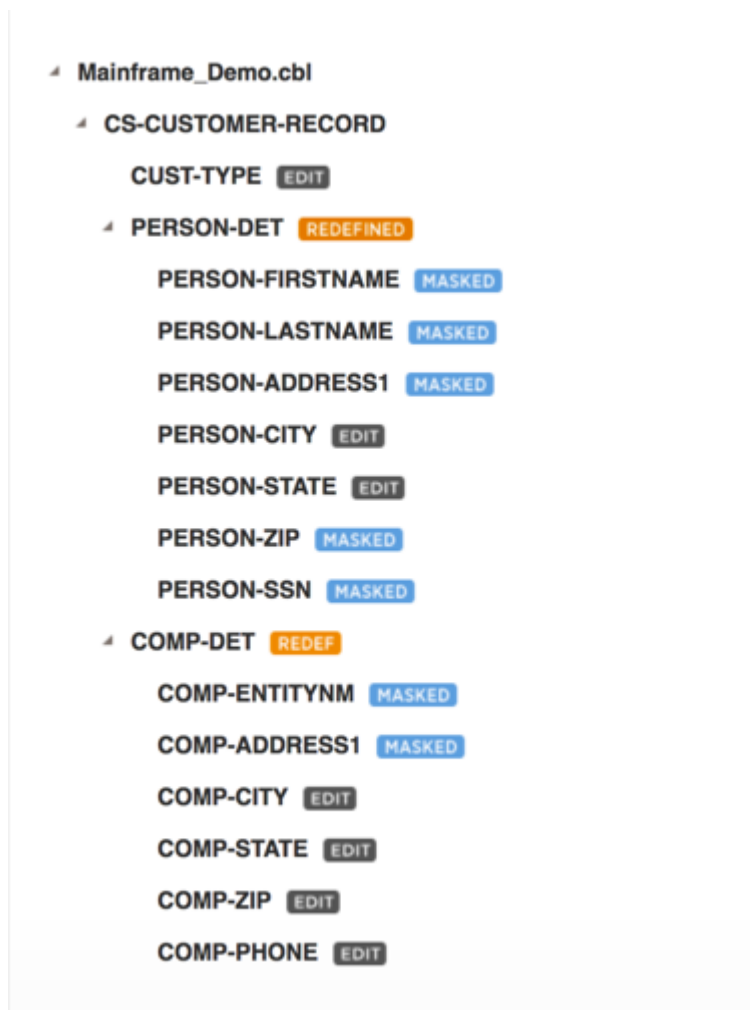 Mainframe_Demo.cbl
CS-CUSTOMER-RECORD
CUST-TYPE EDIT
PERSON-DET REDEFINED
PERSON-FIRSTNAME MASKED
PERSON-LASTNAME MASKED
PERSON-ADDRESS1 MASKED
PERSON-CITY EDIT
PERSON-STATE EDIT
PERSON-ZIP MASKED
PERSON-SSN MASKED
COMP-DET REDEF
COMP-ENTITYNM MASKED
COMP-ADDRESS1 MASKED
COMP-CITY EDIT
COMP-STATE EDIT
COMP-ZIP EDIT
COMP-PHONE EDIT